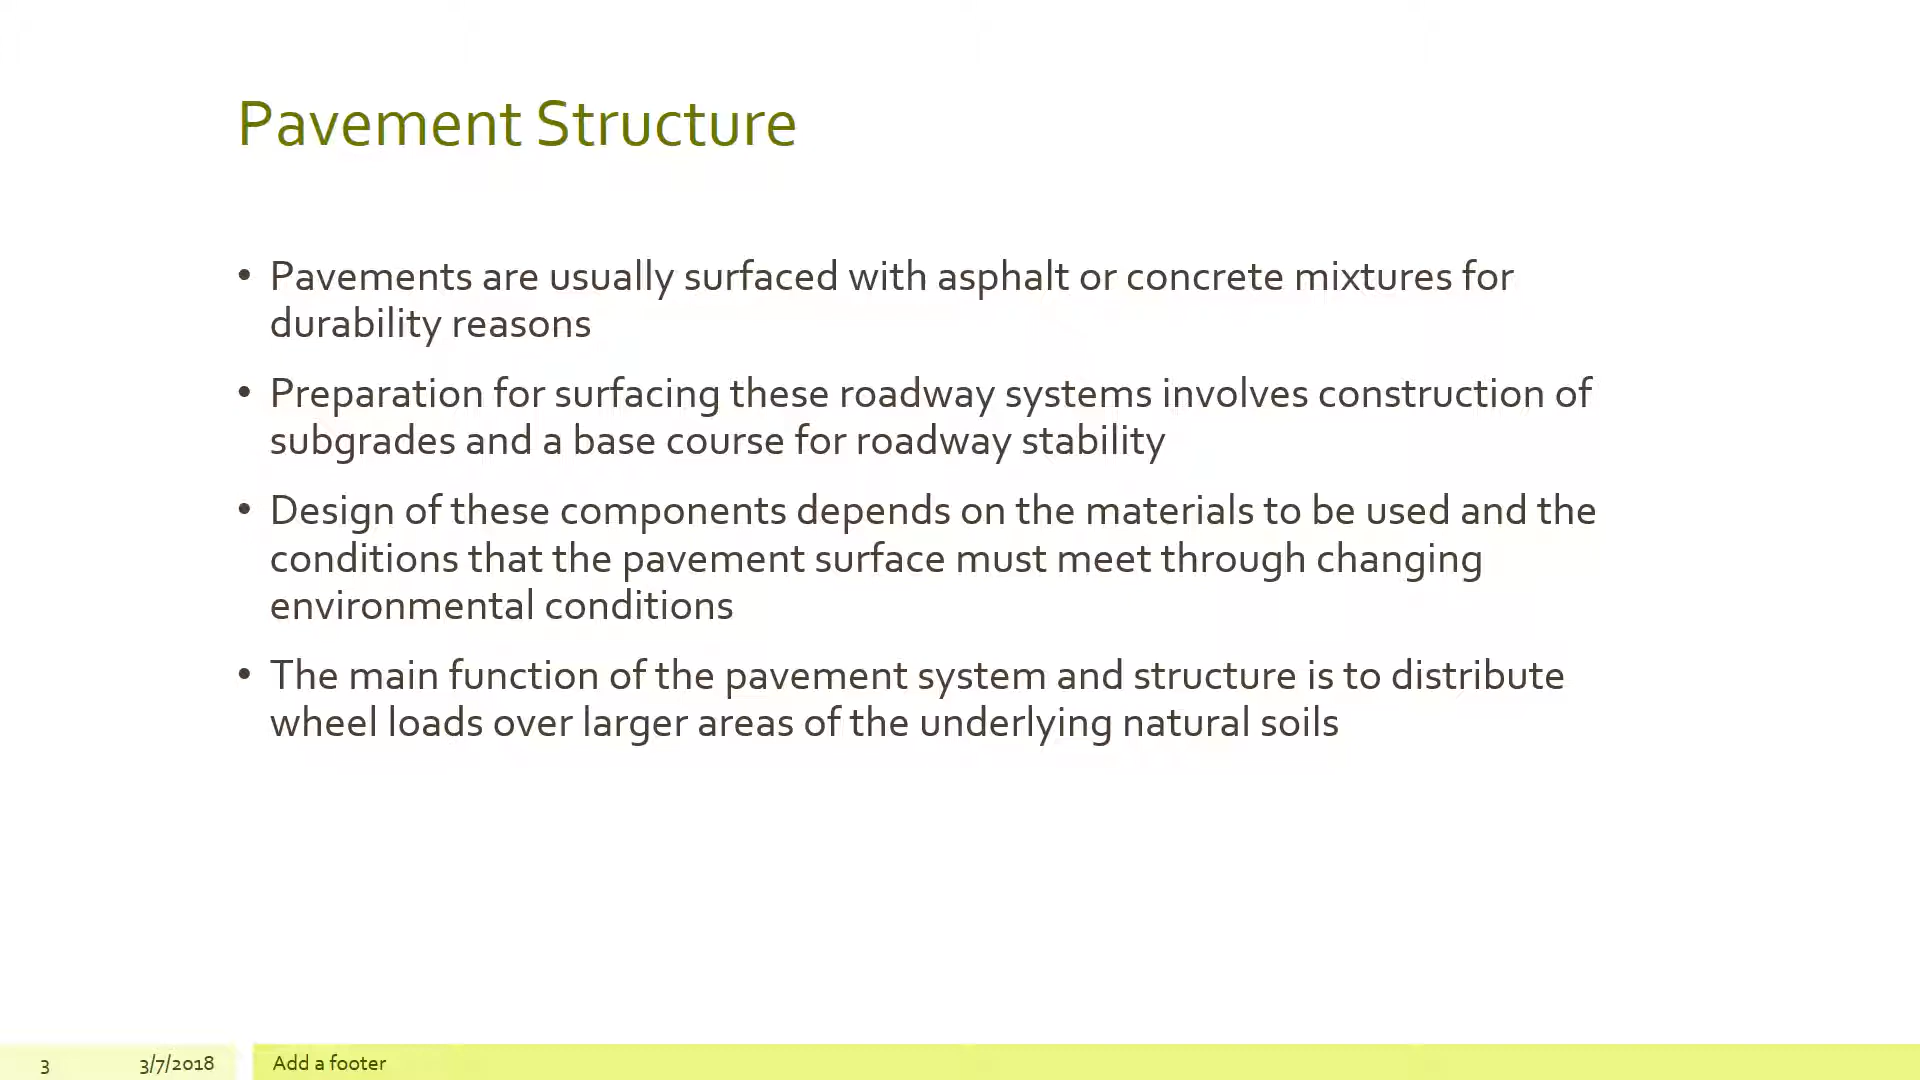 Pavement Structure
• Pavements are usually surfaced with asphalt or concrete mixtures for
durability reasons
• Preparation for surfacing these roadway systems involves construction of
subgrades and a base course for roadway stability
• Design of these components depends on the materials to be used and the
conditions that the pavement surface must meet through changing
environmental conditions
• The main function of the pavement system and structure is to distribute
wheel loads over larger areas of the underlying natural soils
3 3/7/2018 Add a footer